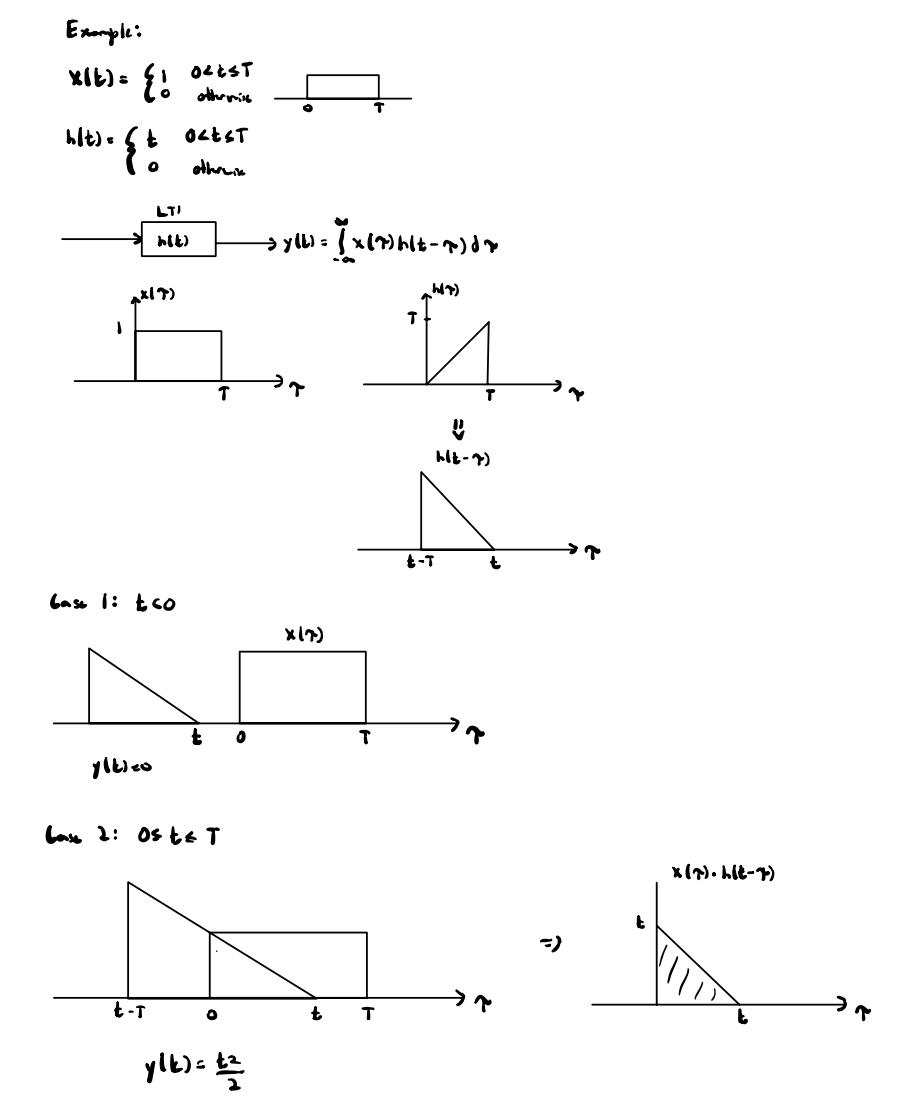 Example:
x(t) = { 1 0 < t ≤ T
0 otherwise
0 T
h(t) = { t 0 < t ≤ T
0 otherwise
LTI
h(t)
y(t) = ∫_{-∞}^{∞} x(τ) h(t-τ) dτ
x(τ)
1
T τ
h(τ)
T
T τ
⇓
h(t-τ)
t-T t τ
Case 1: t < 0
x(τ)
t 0 T τ
y(t) = 0
Case 2: 0 ≤ t ≤ T
t-T 0 t T τ
⇒
x(τ) · h(t-τ)
t
t τ
y(t) = t²/2